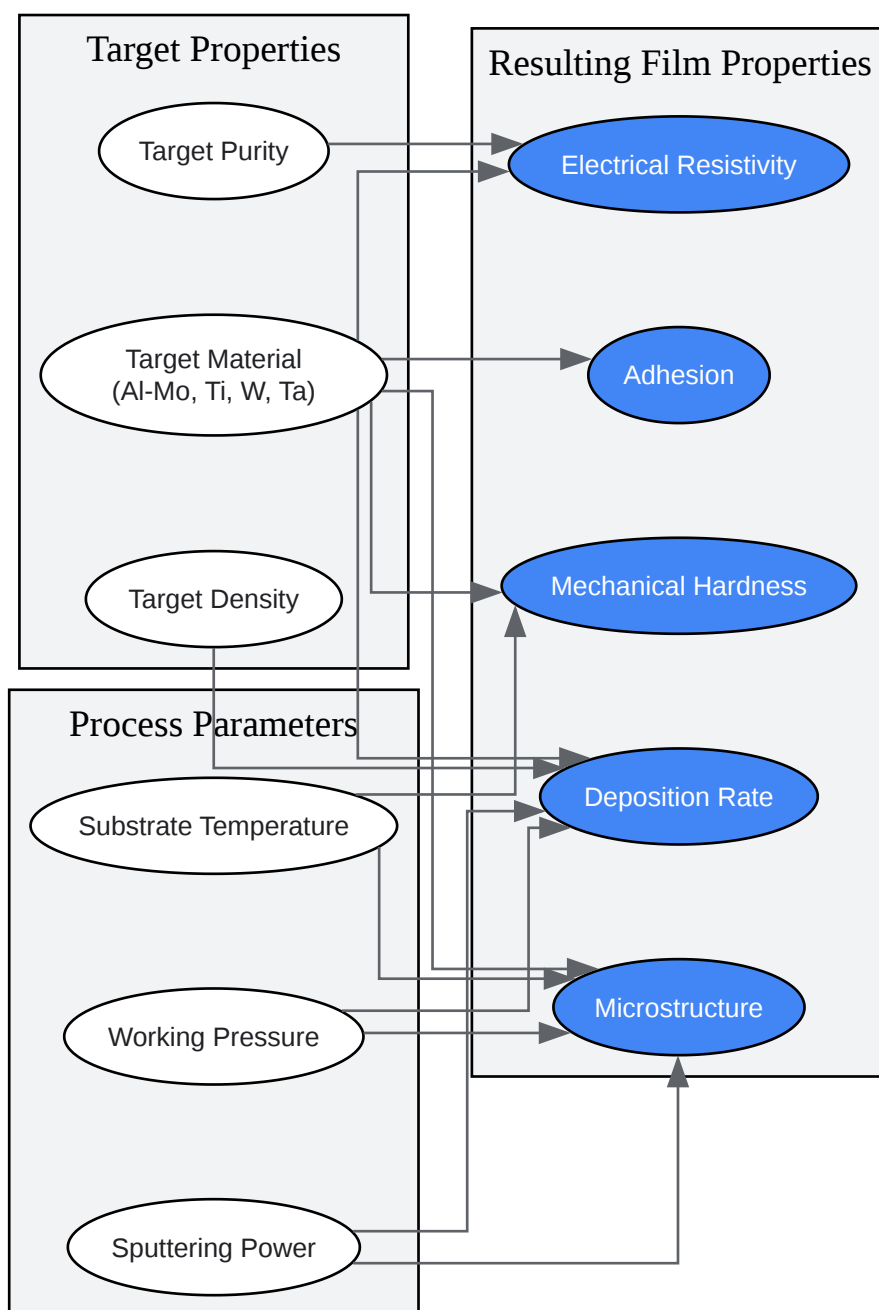 Target Properties
Target Purity
Target Material
(Al-Mo, Ti, W, Ta)
Target Density
Process Parameters
Substrate Temperature
Working Pressure
Sputtering Power
Resulting Film Properties
Electrical Resistivity
Adhesion
Mechanical Hardness
Deposition Rate
Microstructure